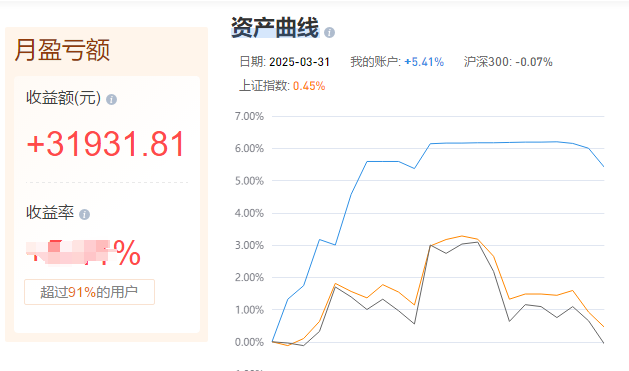 月盈亏额
收益额(元)
+31931.81
收益率
%
超过91%的用户
资产曲线
日期: 2025-03-31 我的账户: +5.41% 沪深300: -0.07%
上证指数: 0.45%
7.00%
6.00%
5.00%
4.00%
3.00%
2.00%
1.00%
0.00%